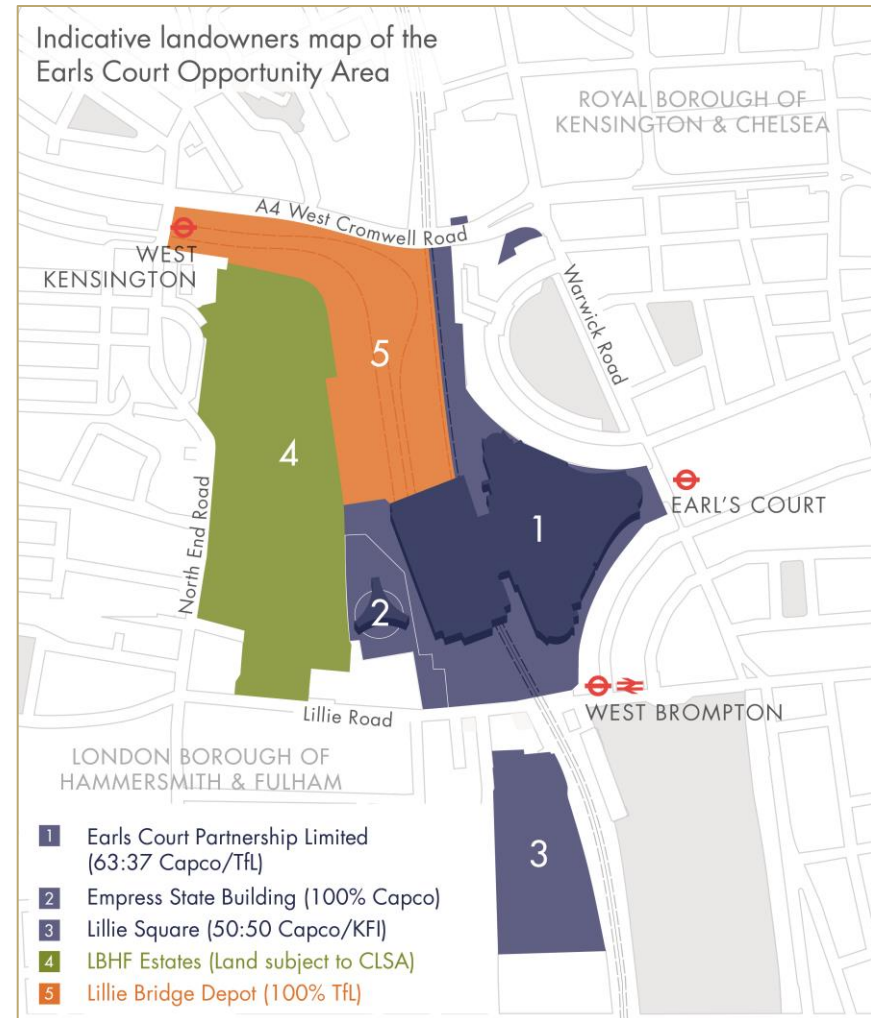 Indicative landowners map of the
Earls Court Opportunity Area
ROYAL BOROUGH OF
KENSINGTON & CHELSEA
A4 West Cromwell Road
WEST
KENSINGTON
Warwick Road
5
4
1
EARL'S COURT
North End Road
2
WEST BROMPTON
Lillie Road
LONDON BOROUGH OF
HAMMERSMITH & FULHAM
3
1 Earls Court Partnership Limited
(63:37 Capco/TfL)
2 Empress State Building (100% Capco)
3 Lillie Square (50:50 Capco/KFI)
4 LBHF Estates (Land subject to CLSA)
5 Lillie Bridge Depot (100% TfL)